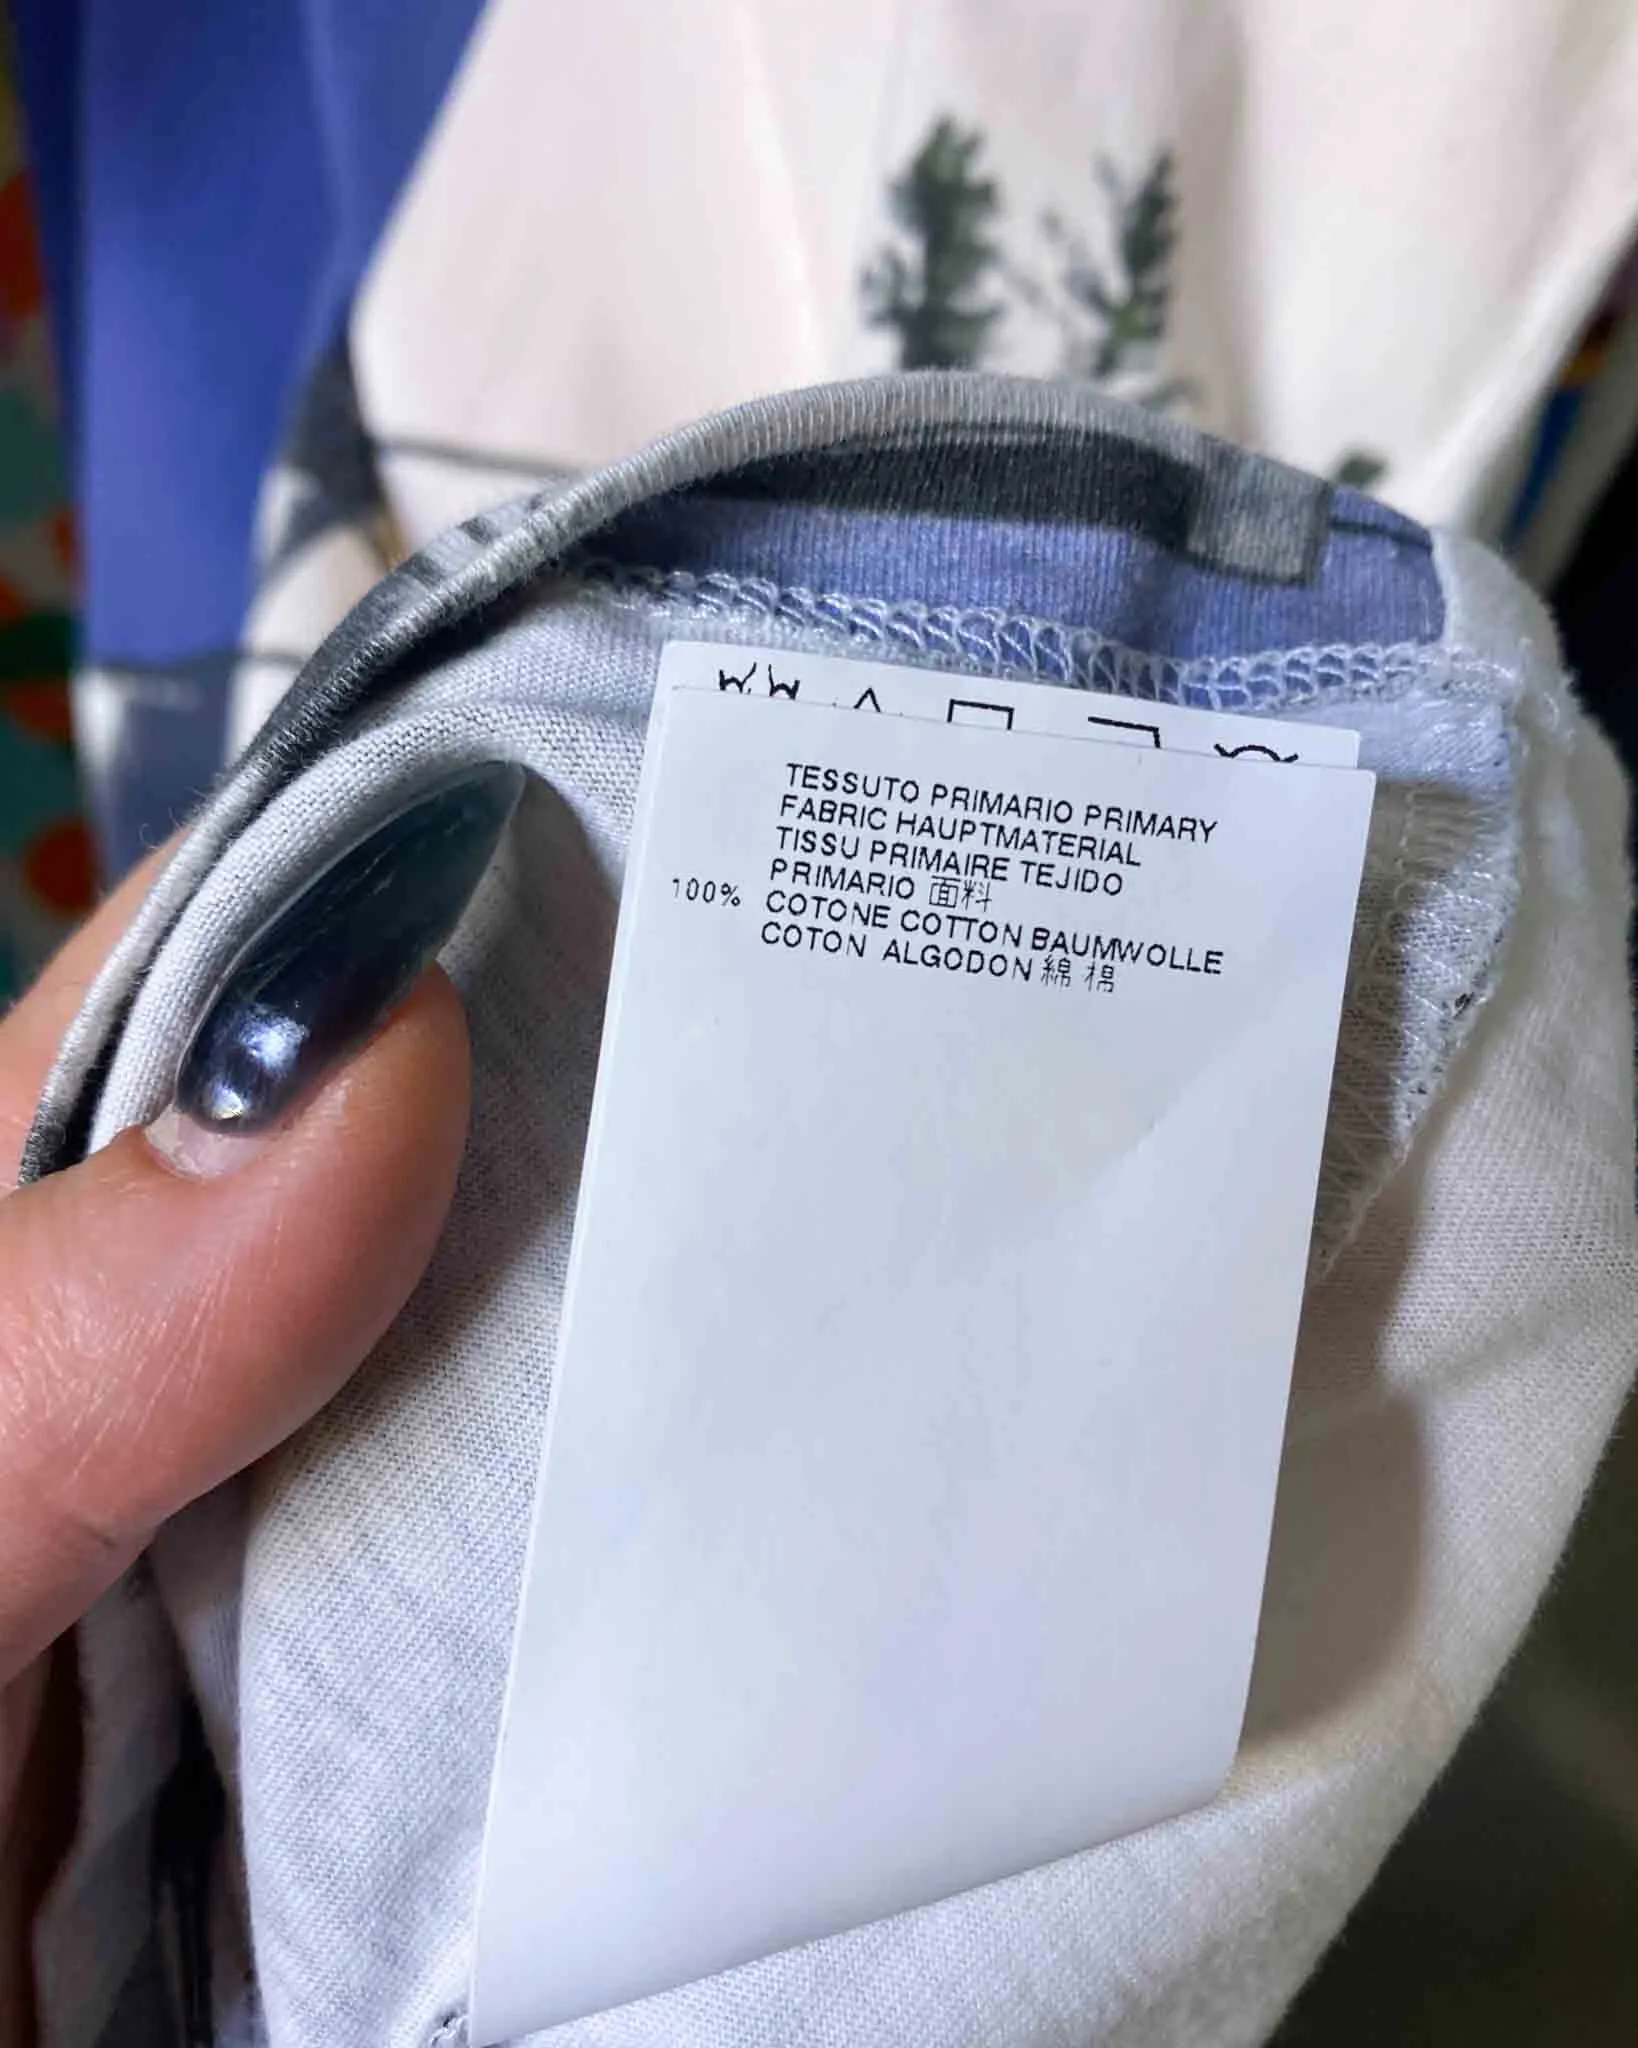 TESSUTO PRIMARIO PRIMARY
FABRIC HAUPTMATERIAL
TISSU PRIMAIRE TEJIDO
PRIMARIO 面料
100% COTONE COTTON BAUMWOLLE
COTON ALGODON 綿 棉